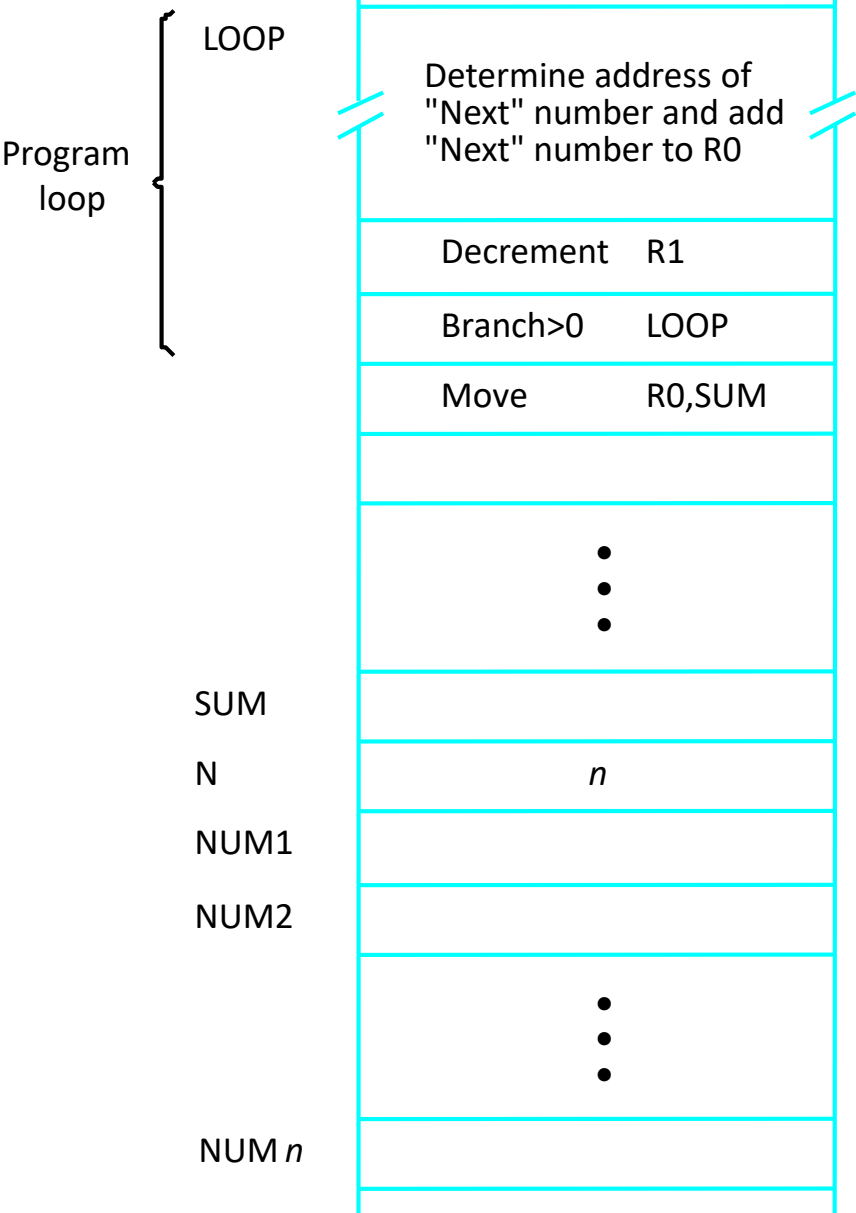 LOOP
Determine address of
"Next" number and add
"Next" number to R0
Program
loop
Decrement R1
Branch>0 LOOP
Move R0,SUM
SUM
N n
NUM1
NUM2
NUM n